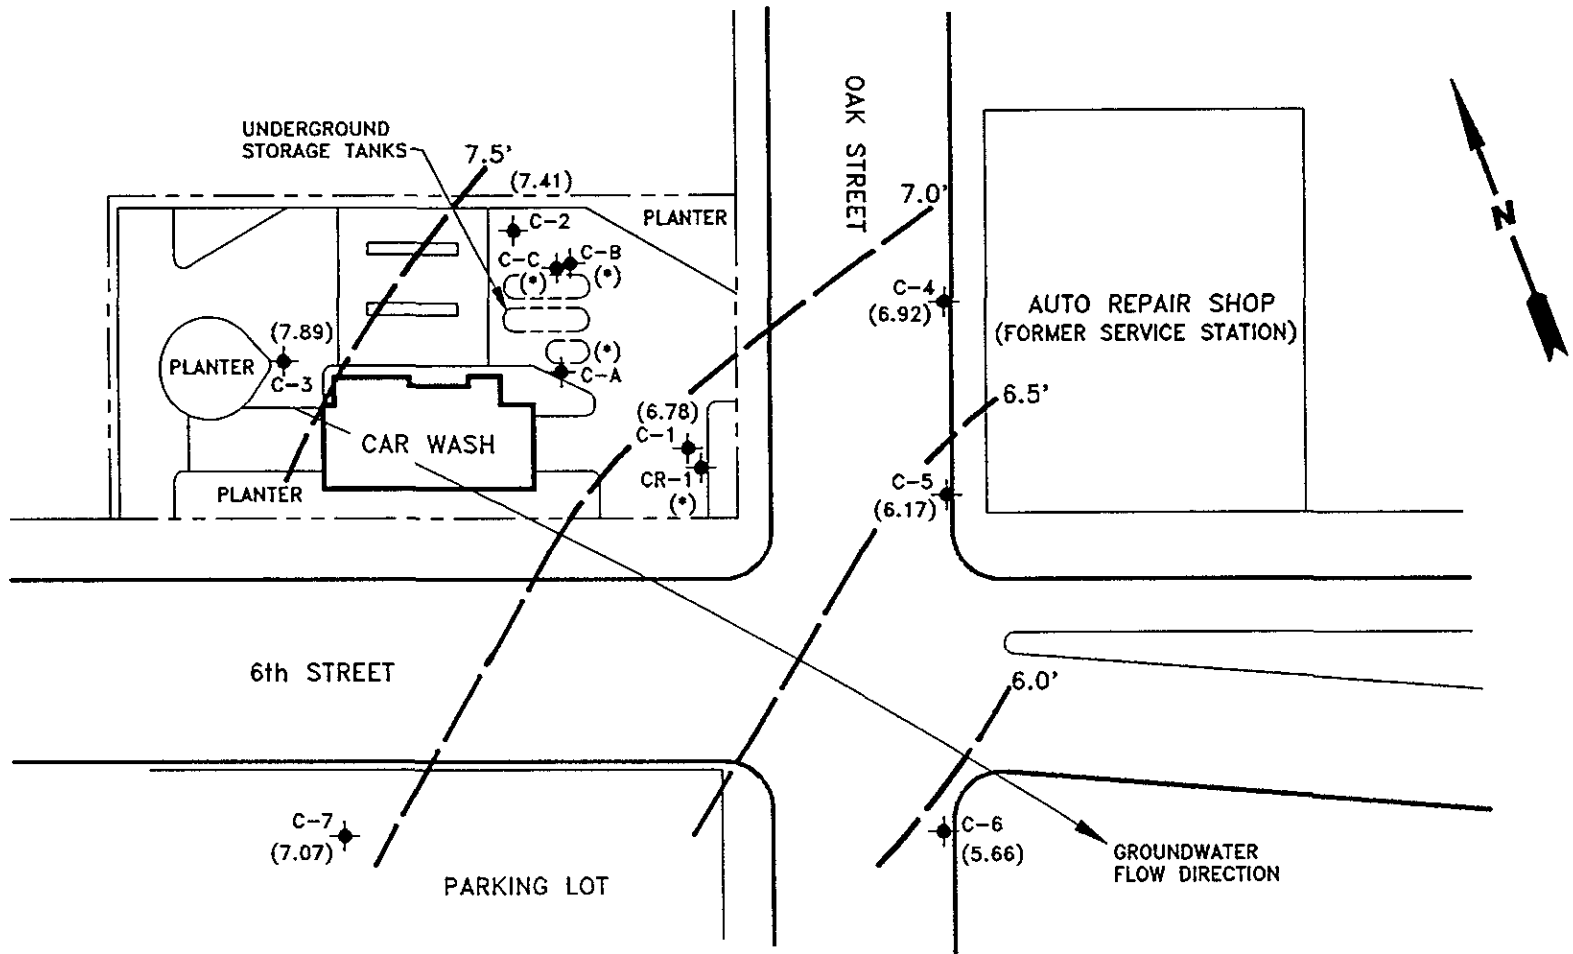 OAK STREET
UNDERGROUND
STORAGE TANKS
7.5'
(7.41)
C-2
PLANTER
7.0'
N
C-C
(*)
C-B
(*)
C-4
(6.92)
AUTO REPAIR SHOP
(FORMER SERVICE STATION)
(7.89)
C-3
PLANTER
(*)
C-A
6.5'
(6.78)
C-1
CR-1
(*)
CAR WASH
PLANTER
C-5
(6.17)
6th STREET
6.0'
C-7
(7.07)
C-6
(5.66)
GROUNDWATER
FLOW DIRECTION
PARKING LOT